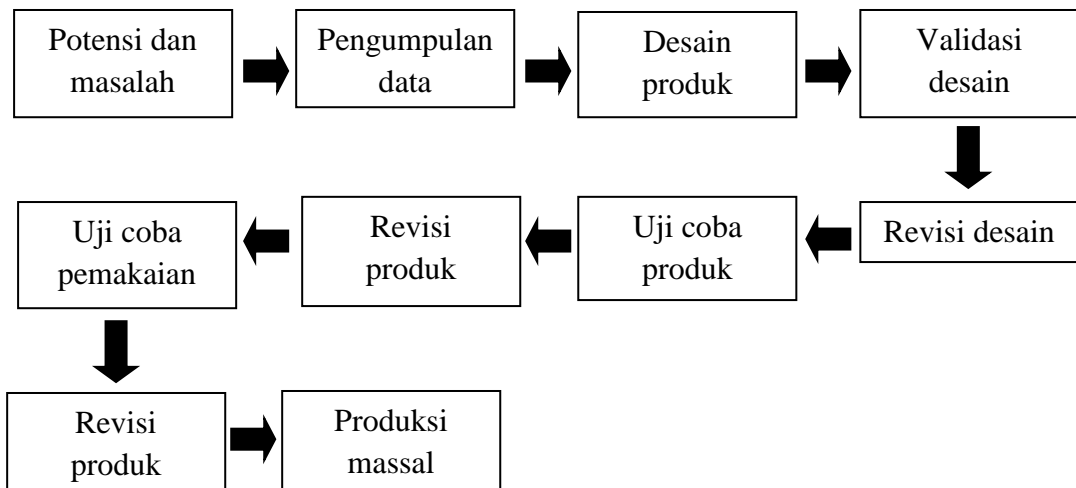 Potensi dan
masalah
Pengumpulan
data
Desain
produk
Validasi
desain
Revisi desain
Uji coba
produk
Revisi
produk
Uji coba
pemakaian
Revisi
produk
Produksi
massal